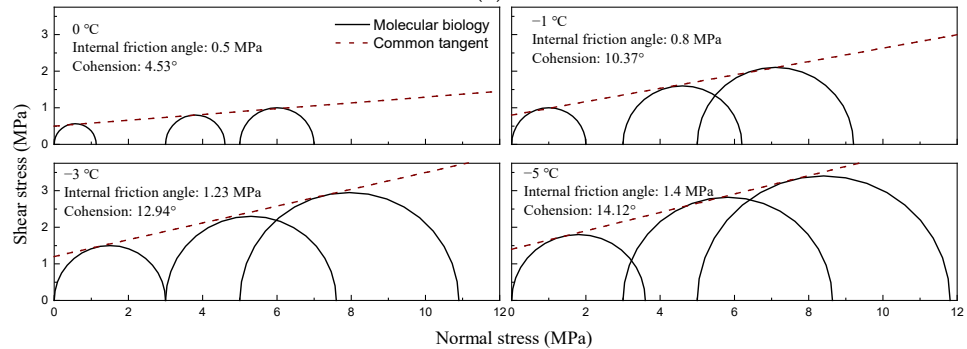 0 °C
Internal friction angle: 0.5 MPa
Cohension: 4.53°
Molecular biology
Common tangent
−1 °C
Internal friction angle: 0.8 MPa
Cohension: 10.37°
3
2
1
0
−3 °C
Internal friction angle: 1.23 MPa
Cohension: 12.94°
−5 °C
Internal friction angle: 1.4 MPa
Cohension: 14.12°
3
2
1
0
0 2 4 6 8 10 12 0 2 4 6 8 10 12
Shear stress (MPa)
Normal stress (MPa)